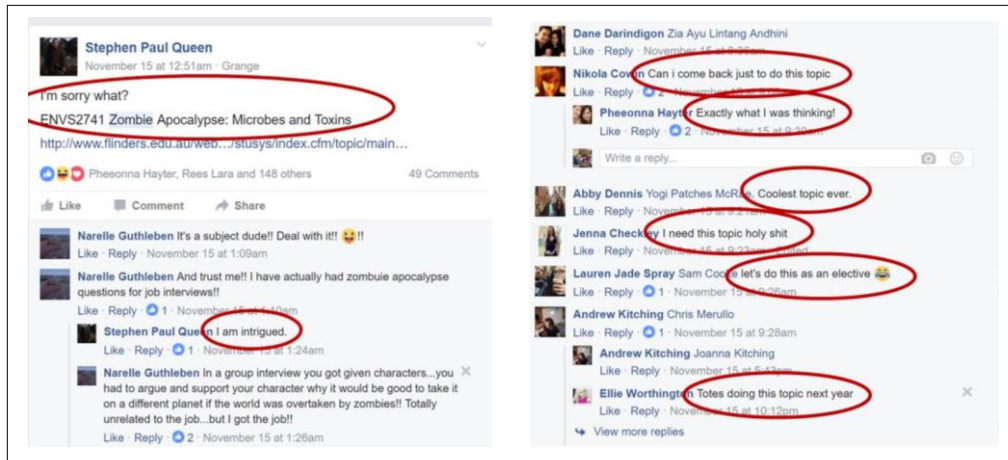 Stephen Paul Queen
November 15 at 12:51am · Grange
I'm sorry what?
ENVS2741 Zombie Apocalypse: Microbes and Toxins
http://www.flinders.edu.au/web.../stusys/index.cfm/topic/main...
Pheeonna Hayter, Rees Lara and 148 others 49 Comments
Like Comment Share
Narelle Guthleben It's a subject dude!! Deal with it!! 😝!!
Like · Reply · November 15 at 1:09am
Narelle Guthleben And trust me!! I have actually had zombuie apocalypse
questions for job interviews!!
Like · Reply · 1 · November 15 at 1:10am
Stephen Paul Queen I am intrigued.
Like · Reply · 1 · November 15 at 1:24am
Narelle Guthleben In a group interview you got given characters...you
had to argue and support your character why it would be good to take it
on a different planet if the world was overtaken by zombies!! Totally
unrelated to the job...but I got the job!!
Like · Reply · 2 · November 15 at 1:26am
Dane Darindigon Zia Ayu Lintang Andhini
Like · Reply · November 15 at
Nikola Cowin Can i come back just to do this topic
Like · Reply · 2 ·
Pheeonna Hayter Exactly what I was thinking!
Like · Reply · 2 · November 15 at 9:30am
Write a reply...
Abby Dennis Yogi Patches McRae. Coolest topic ever.
Like · Reply · November 15 at 9:21am
Jenna Checkley I need this topic holy shit
Like · Reply · November 15 at 9:23am · Edited
Lauren Jade Spray Sam Cooke let's do this as an elective 😂
Like · Reply · 1 · November 15 at 9:26am
Andrew Kitching Chris Merullo
Like · Reply · 1 · November 15 at 9:28am
Andrew Kitching Joanna Kitching
Like · Reply · November 15 at 5:43pm
Ellie Worthington Totes doing this topic next year
Like · Reply · November 15 at 10:12pm
View more replies